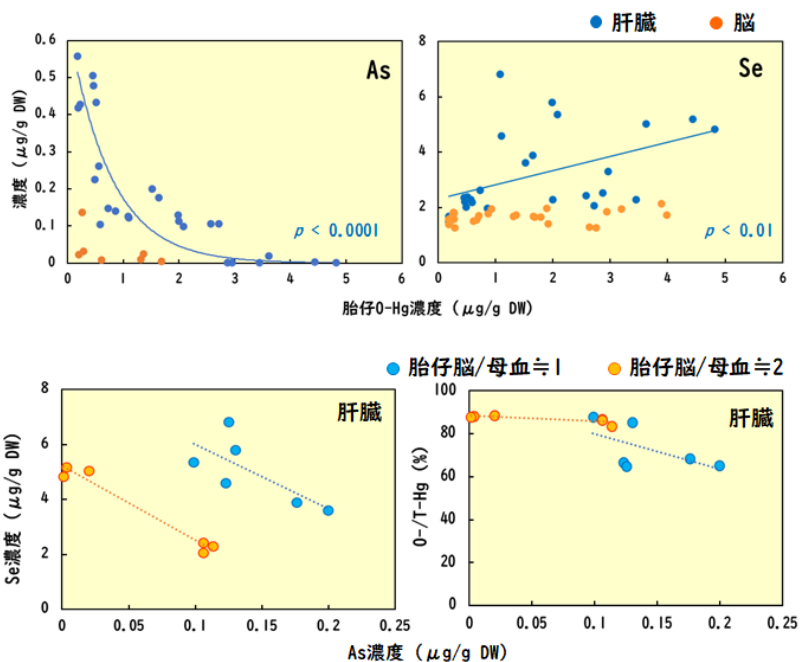 肝臓 脳
0.6
0.5
0.4
0.3
0.2
0.1
0
濃度 (μg/g DW)
As
p < 0.0001
0 1 2 3 4 5 6
8
6
4
2
0
Se
p < 0.01
0 1 2 3 4 5 6
胎仔O-Hg濃度 (μg/g DW)
胎仔脳/母血≒1 胎仔脳/母血≒2
8
6
4
2
0
Se濃度 (μg/g DW)
肝臓
0 0.05 0.1 0.15 0.2 0.25
100
80
60
40
20
0
O-/T-Hg (%)
肝臓
0 0.05 0.1 0.15 0.2 0.25
As濃度 (μg/g DW)